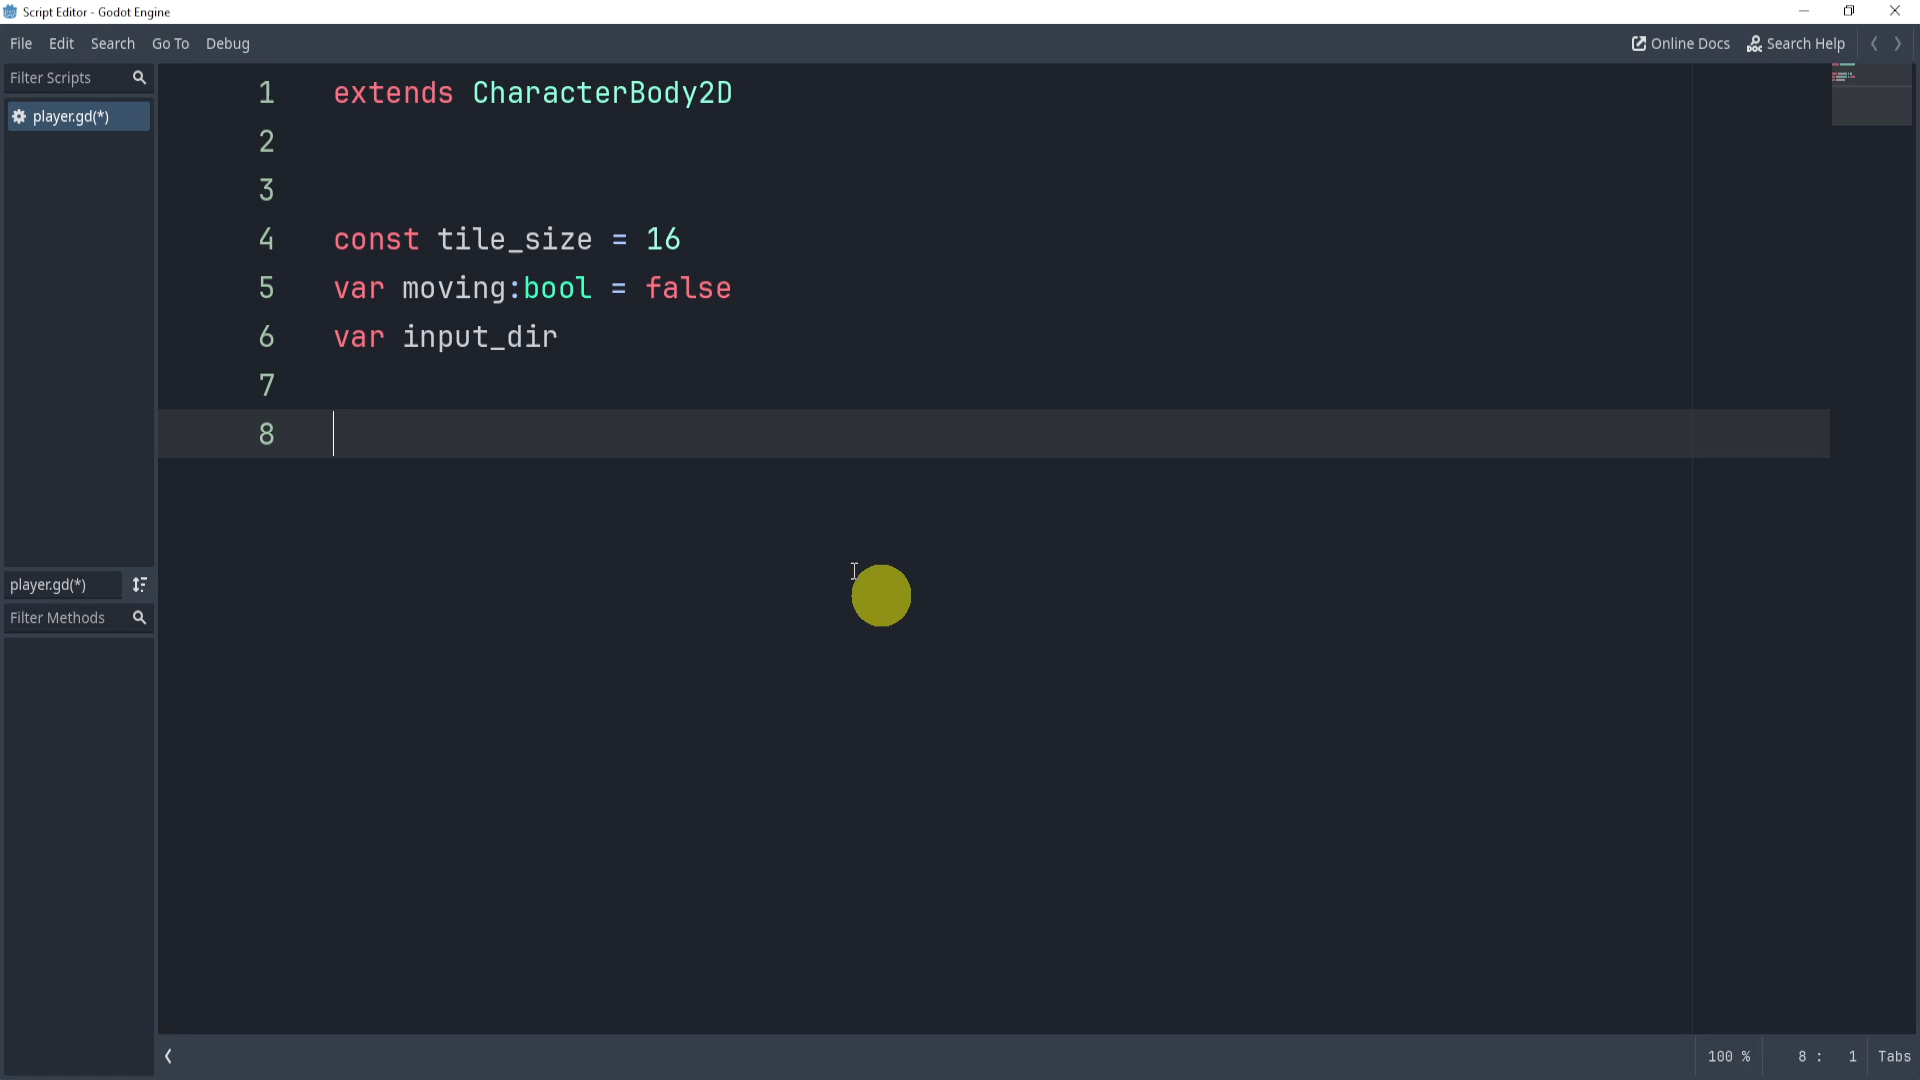 Script Editor - Godot Engine
File Edit Search Go To Debug
Online Docs Search Help
Filter Scripts
player.gd(*)
1 extends CharacterBody2D
2
3
4 const tile_size = 16
5 var moving:bool = false
6 var input_dir
7
8
player.gd(*)
Filter Methods
100 % 8 : 1 Tabs